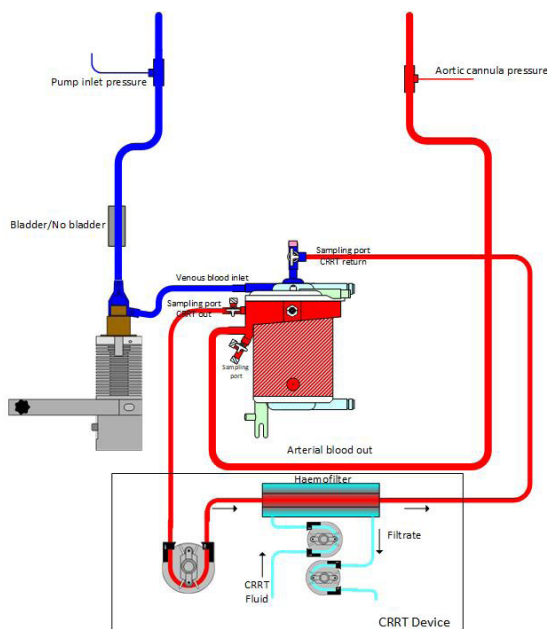 Pump inlet pressure
Aortic cannula pressure
Bladder/No bladder
Sampling port
CRRT return
Venous blood inlet
Sampling port
CRRT out
Sampling
port
Arterial blood out
Haemofilter
Filtrate
CRRT
Fluid
CRRT Device